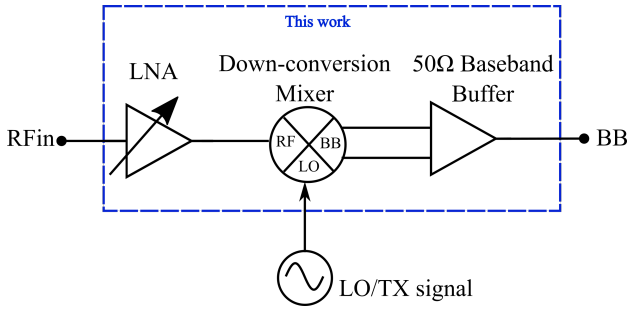 This work
LNA
Down-conversion
Mixer
50Ω Baseband
Buffer
RFin
RF
BB
LO
BB
LO/TX signal